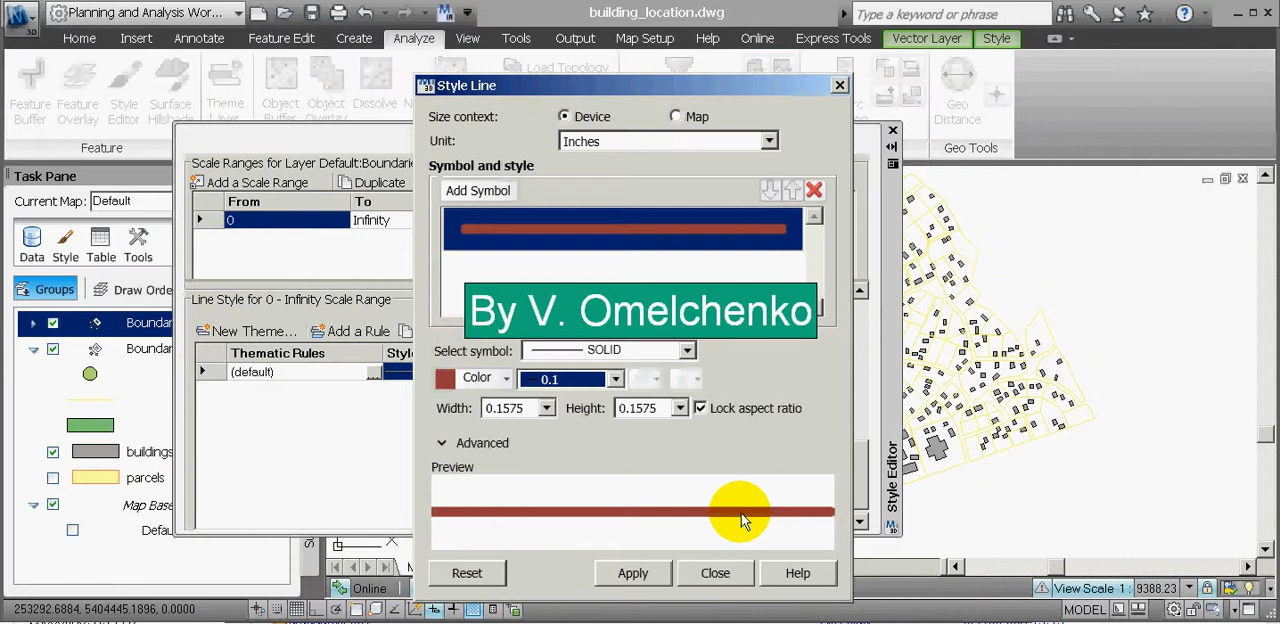 Planning and Analysis Wor...
building_location.dwg
Type a keyword or phrase
3D
Home Insert Annotate Feature Edit Create Analyze View Tools Output Map Setup Help Online Express Tools Vector Layer Style
Load Topology
Feature Buffer
Feature Overlay
Style Editor
Surface Hillshade
Theme Layer
Object Buffer
Object
Dissolve
Geo Distance
Feature
Geo Tools
Task Pane
Current Map: Default
Data Style Table Tools
Groups Draw Orde
Boundar
Boundar
buildings
parcels
Map Base
Defau
Scale Ranges for Layer Default:Boundarie
Add a Scale Range Duplicate
From To
0 Infinity
Line Style for 0 - Infinity Scale Range
New Theme... Add a Rule
Thematic Rules Style
(default) ...
Style Line
Size context: Device Map
Unit: Inches
Symbol and style
Add Symbol
By V. Omelchenko
Select symbol: SOLID
Color 0.1
Width: 0.1575 Height: 0.1575 Lock aspect ratio
Advanced
Preview
Reset Apply Close Help
Style Editor
Online
View Scale 1: 9388.23
253292.6884, 5404445.1896, 0.0000
MODEL